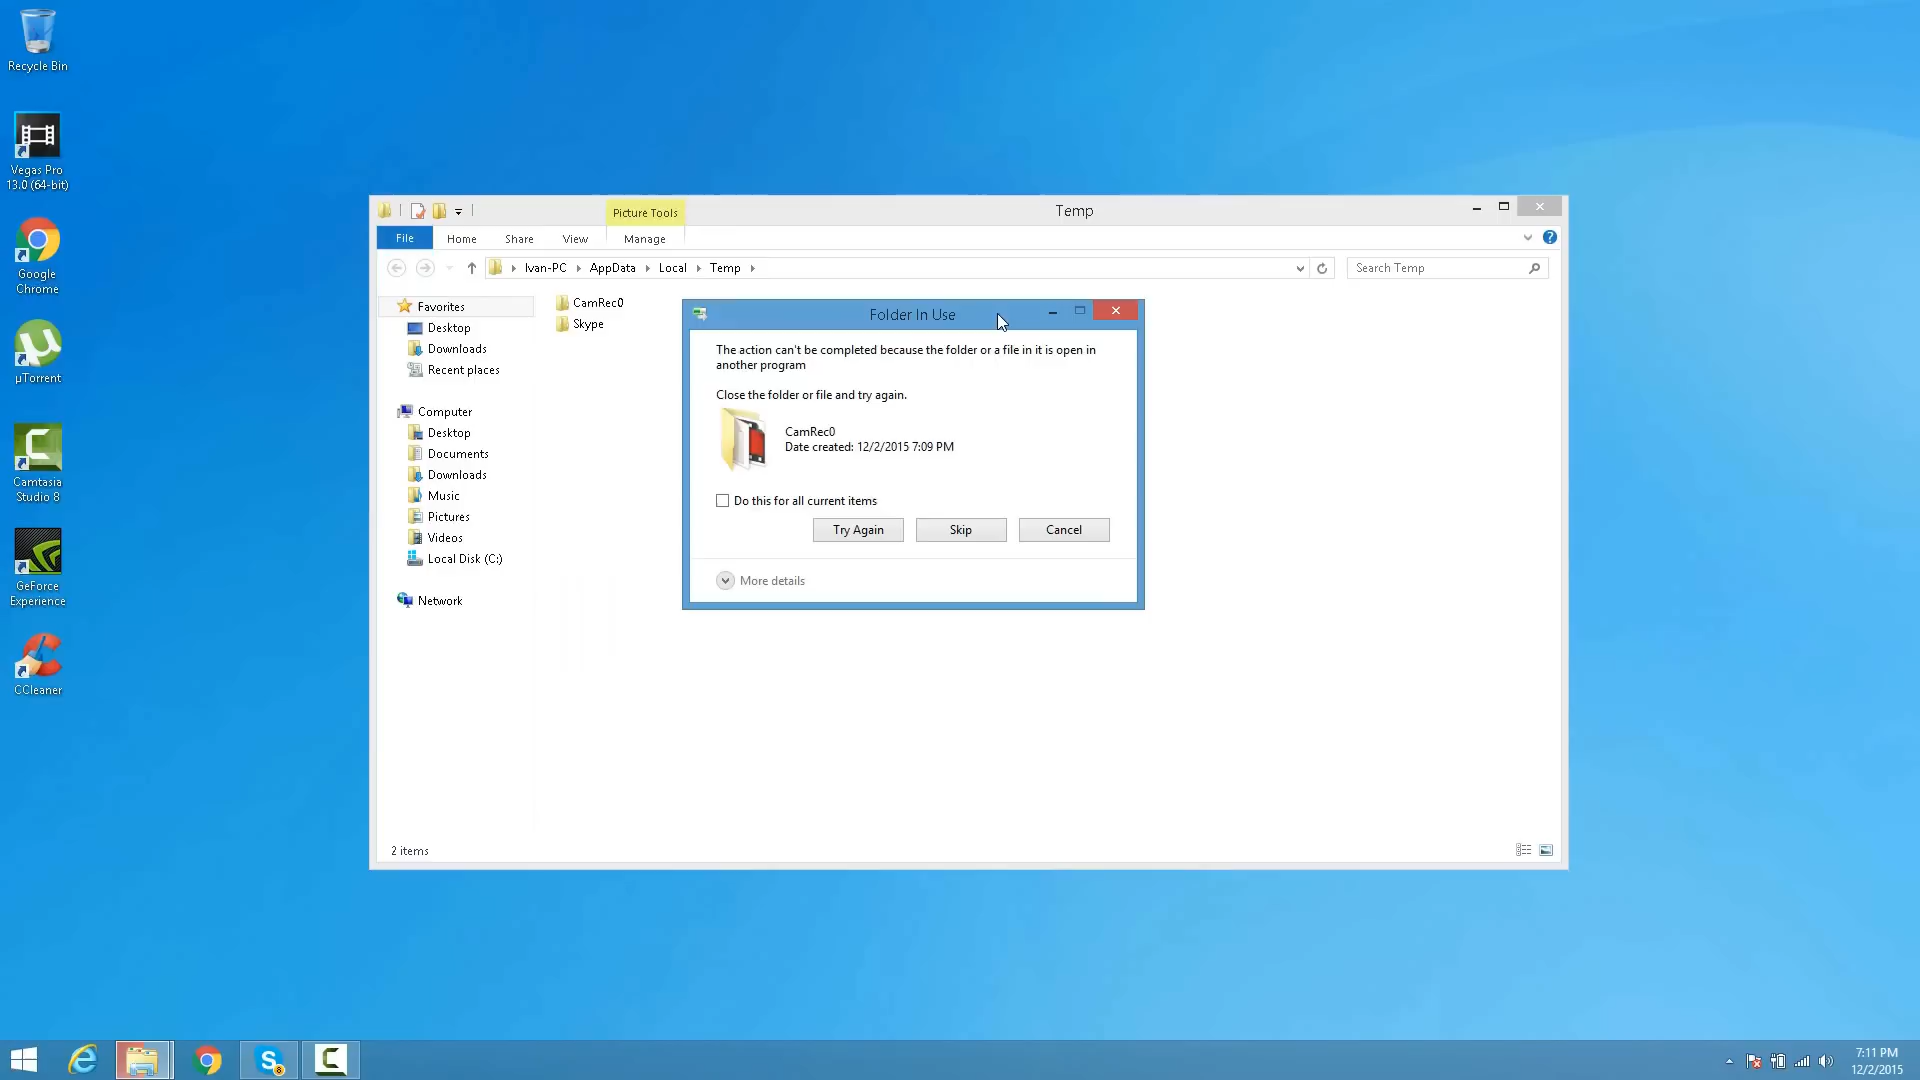 Recycle Bin
Vegas Pro
13.0 (64-bit)
Google
Chrome
µTorrent
Camtasia
Studio 8
GeForce
Experience
CCleaner
Picture Tools
Temp
File
Home
Share
View
Manage
Ivan-PC
AppData
Local
Temp
Search Temp
Favorites
Desktop
Downloads
Recent places
Computer
Desktop
Documents
Downloads
Music
Pictures
Videos
Local Disk (C:)
Network
CamRec0
Skype
Folder In Use
The action can't be completed because the folder or a file in it is open in
another program
Close the folder or file and try again.
CamRec0
Date created: 12/2/2015 7:09 PM
Do this for all current items
Try Again
Skip
Cancel
More details
2 items
7:11 PM
12/2/2015